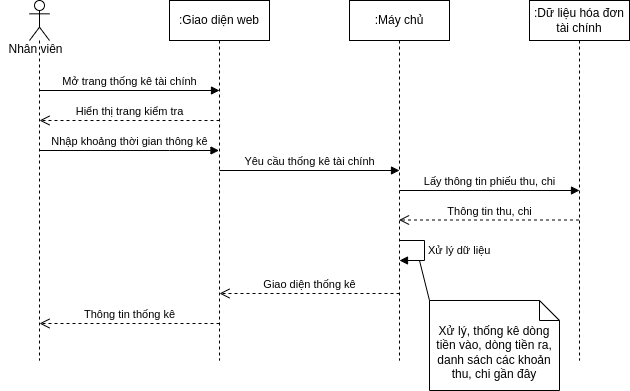 :Giao diện web
:Máy chủ
:Dữ liệu hóa đơn
tài chính
Nhân viên
Mở trang thống kê tài chính
Hiển thị trang kiểm tra
Nhập khoảng thời gian thông kê
Yêu cầu thống kê tài chính
Lấy thông tin phiếu thu, chi
Thông tin thu, chi
Xử lý dữ liệu
Giao diện thống kê
Thông tin thống kê
Xử lý, thống kê dòng
tiền vào, dòng tiền ra,
danh sách các khoản
thu, chi gần đây